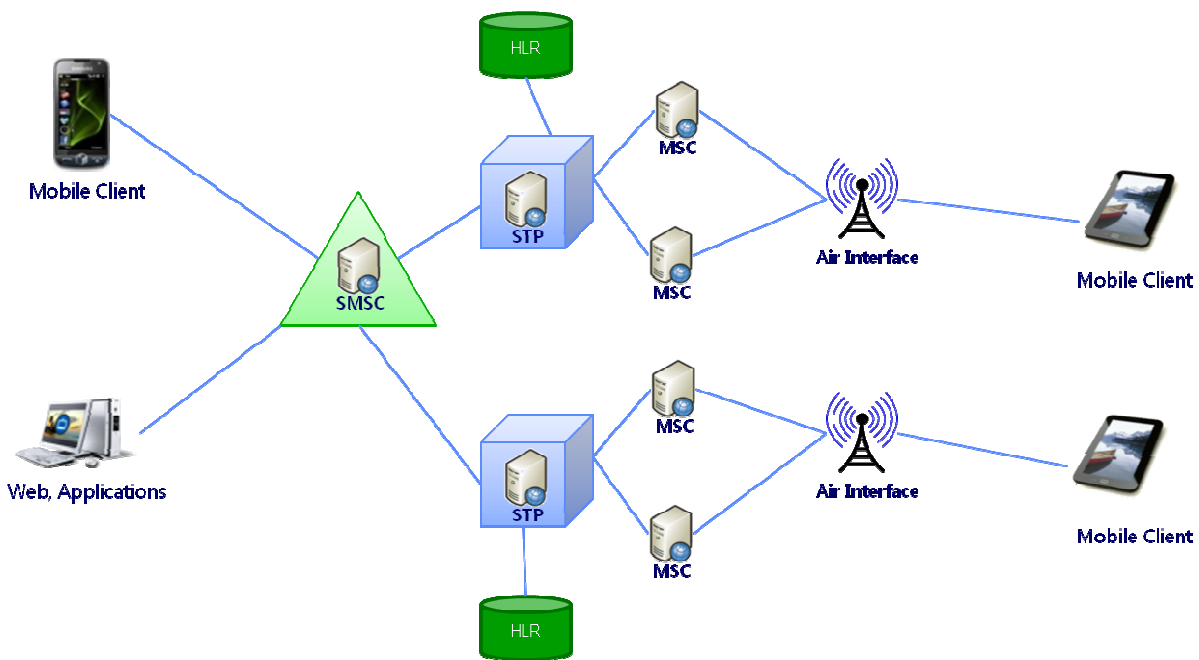 HLR
MSC
Mobile Client
STP
Air Interface
Mobile Client
MSC
SMSC
MSC
Web, Applications
STP
Air Interface
Mobile Client
MSC
HLR